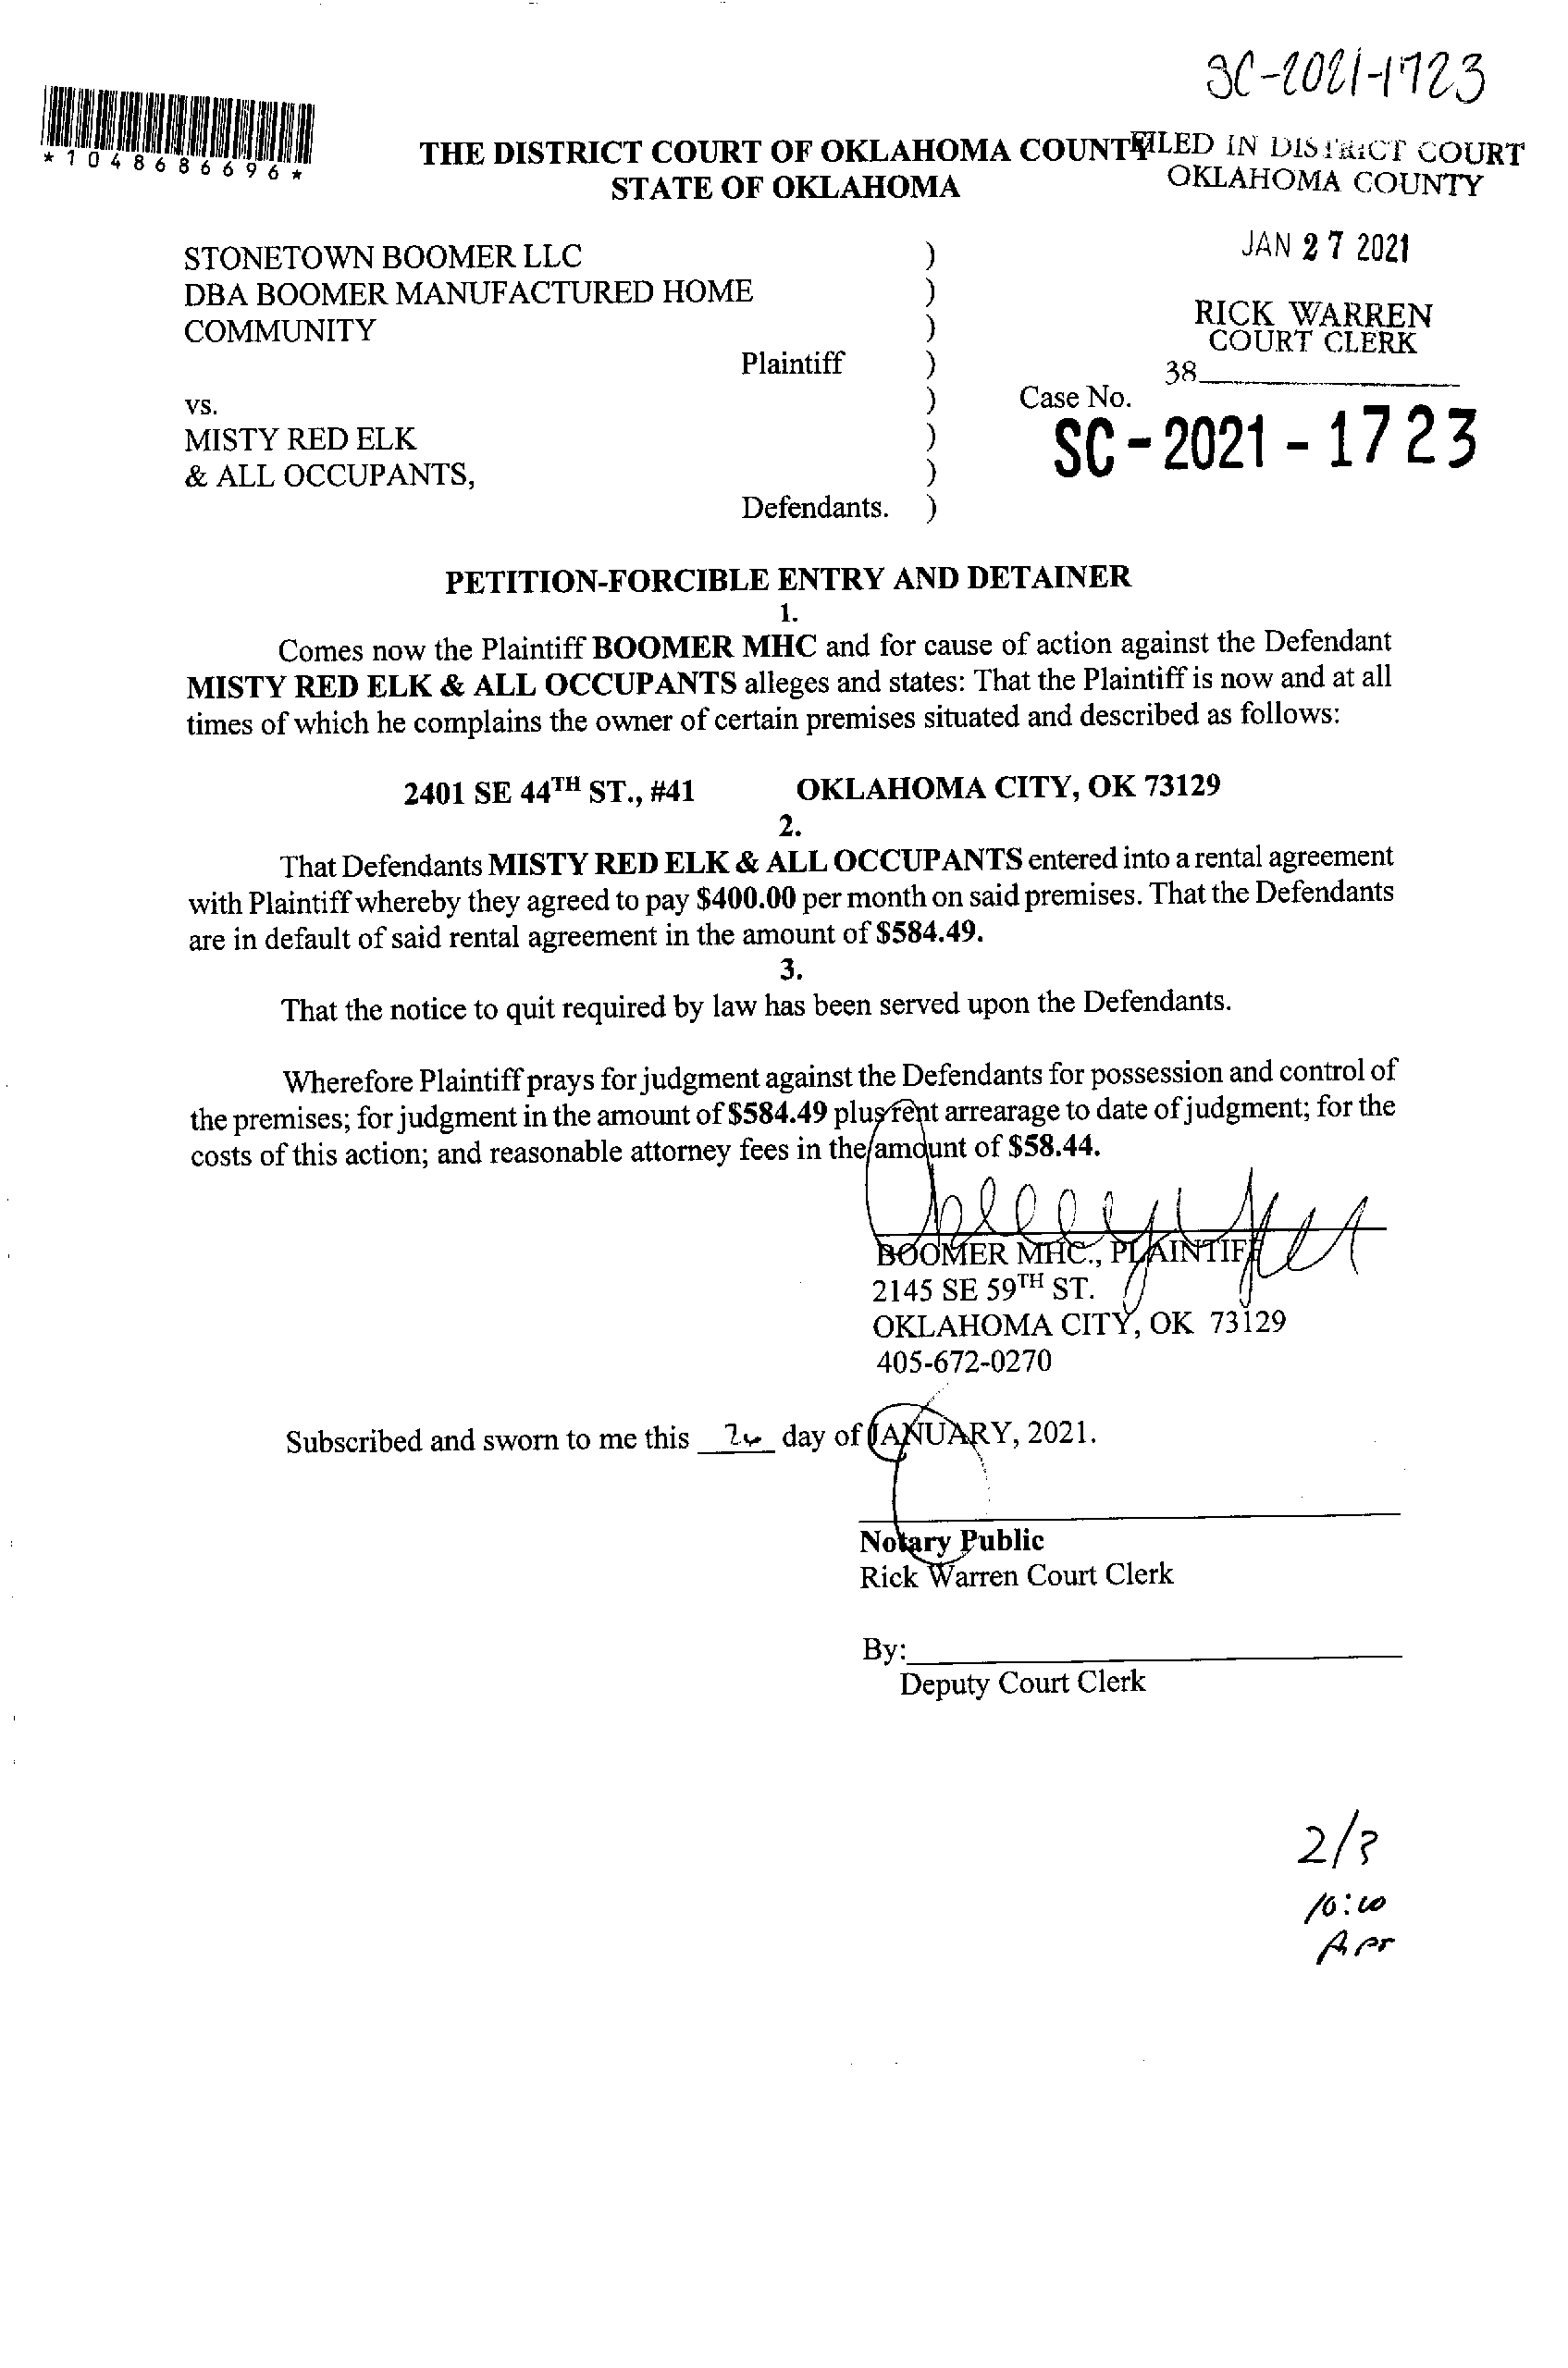 SC-2021-1723
*1048686696*
THE DISTRICT COURT OF OKLAHOMA COUNTY
STATE OF OKLAHOMA
FILED IN DISTRICT COURT
OKLAHOMA COUNTY
JAN 27 2021
RICK WARREN
COURT CLERK
38
STONETOWN BOOMER LLC )
DBA BOOMER MANUFACTURED HOME )
COMMUNITY )
Plaintiff )
vs. ) Case No.
SC-2021-1723
MISTY RED ELK )
& ALL OCCUPANTS, )
Defendants. )
PETITION-FORCIBLE ENTRY AND DETAINER
1.
Comes now the Plaintiff BOOMER MHC and for cause of action against the Defendant
MISTY RED ELK & ALL OCCUPANTS alleges and states: That the Plaintiff is now and at all
times of which he complains the owner of certain premises situated and described as follows:
2401 SE 44TH ST., #41 OKLAHOMA CITY, OK 73129
2.
That Defendants MISTY RED ELK & ALL OCCUPANTS entered into a rental agreement
with Plaintiff whereby they agreed to pay $400.00 per month on said premises. That the Defendants
are in default of said rental agreement in the amount of $584.49.
3.
That the notice to quit required by law has been served upon the Defendants.
Wherefore Plaintiff prays for judgment against the Defendants for possession and control of
the premises; for judgment in the amount of $584.49 plus rent arrearage to date of judgment; for the
costs of this action; and reasonable attorney fees in the amount of $58.44.
BOOMER MHC., PLAINTIFF
2145 SE 59TH ST.
OKLAHOMA CITY, OK 73129
405-672-0270
Subscribed and sworn to me this day of JANUARY, 2021.
Notary Public
Rick Warren Court Clerk
By:
Deputy Court Clerk
10:00